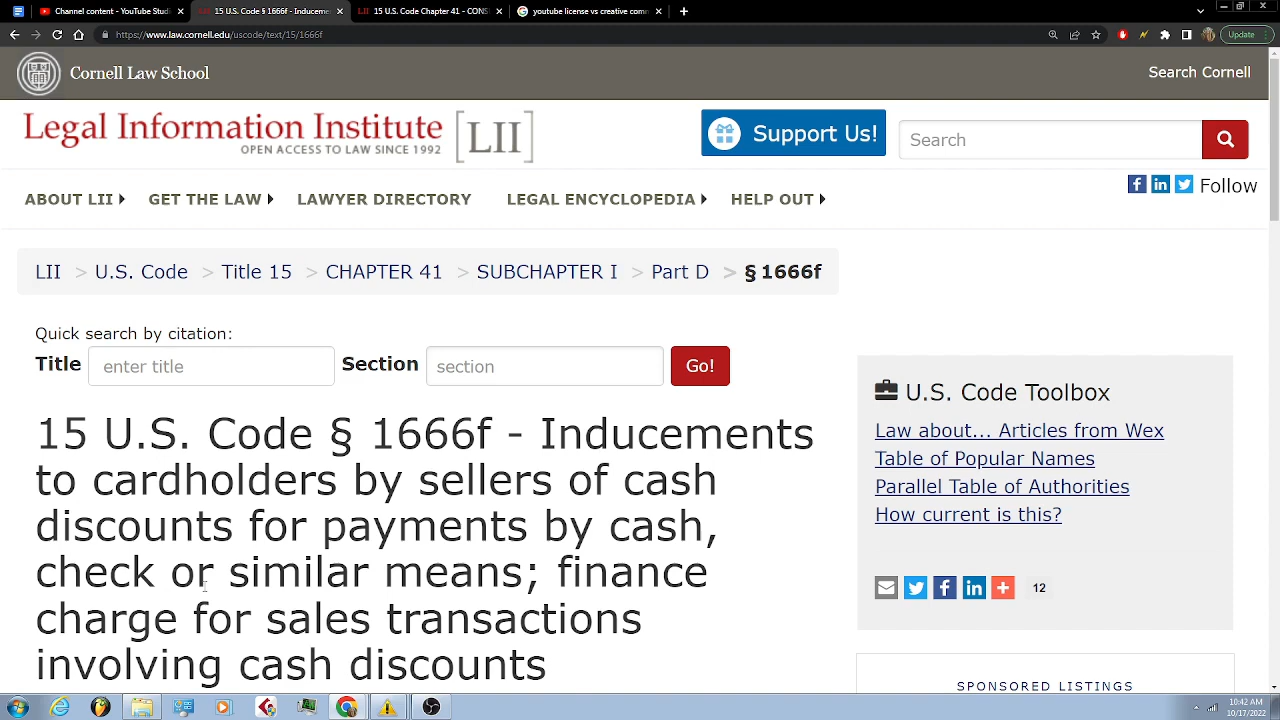 Channel content - YouTube Studi
15 U.S. Code § 1666f - Induceme
LII 15 U.S. Code Chapter 41 - CONS
youtube license vs creative com
https://www.law.cornell.edu/uscode/text/15/1666f
Update
Cornell Law School
Search Cornell
Legal Information Institute [LII]
OPEN ACCESS TO LAW SINCE 1992
Support Us!
Search
Follow
ABOUT LII
GET THE LAW
LAWYER DIRECTORY
LEGAL ENCYCLOPEDIA
HELP OUT
LII > U.S. Code > Title 15 > CHAPTER 41 > SUBCHAPTER I > Part D > § 1666f
Quick search by citation:
Title enter title Section section Go!
15 U.S. Code § 1666f - Inducements
to cardholders by sellers of cash
discounts for payments by cash,
check or similar means; finance
charge for sales transactions
involving cash discounts
U.S. Code Toolbox
Law about... Articles from Wex
Table of Popular Names
Parallel Table of Authorities
How current is this?
12
SPONSORED LISTINGS
10:42 AM
10/17/2022